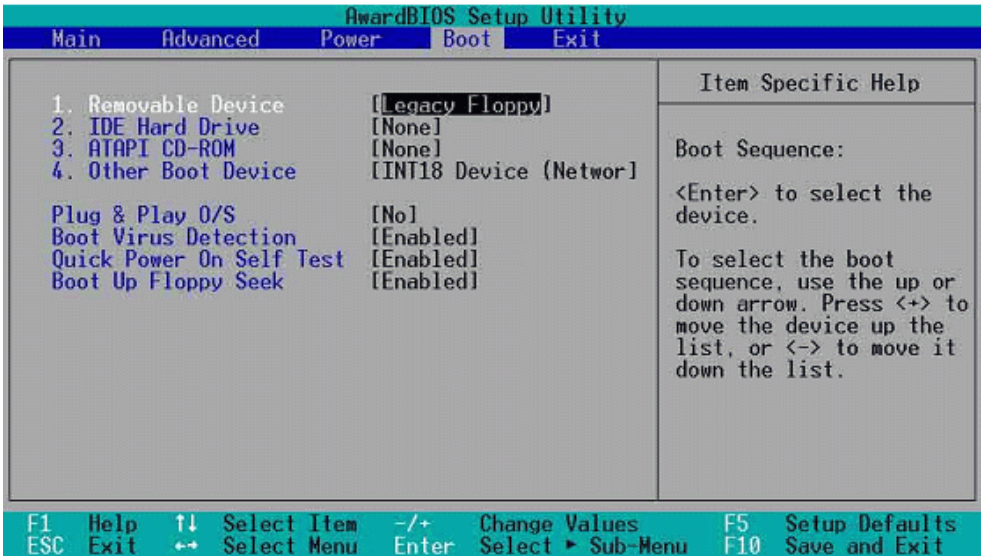 AwardBIOS Setup Utility
Main Advanced Power Boot Exit
1. Removable Device [Legacy Floppy]
2. IDE Hard Drive [None]
3. ATAPI CD-ROM [None]
4. Other Boot Device [INT18 Device (Networ]
Plug & Play O/S [No]
Boot Virus Detection [Enabled]
Quick Power On Self Test [Enabled]
Boot Up Floppy Seek [Enabled]
Item Specific Help
Boot Sequence:
<Enter> to select the
device.
To select the boot
sequence, use the up or
down arrow. Press <+> to
move the device up the
list, or <-> to move it
down the list.
F1 Help ↑↓ Select Item -/+ Change Values F5 Setup Defaults
ESC Exit ←→ Select Menu Enter Select ► Sub-Menu F10 Save and Exit